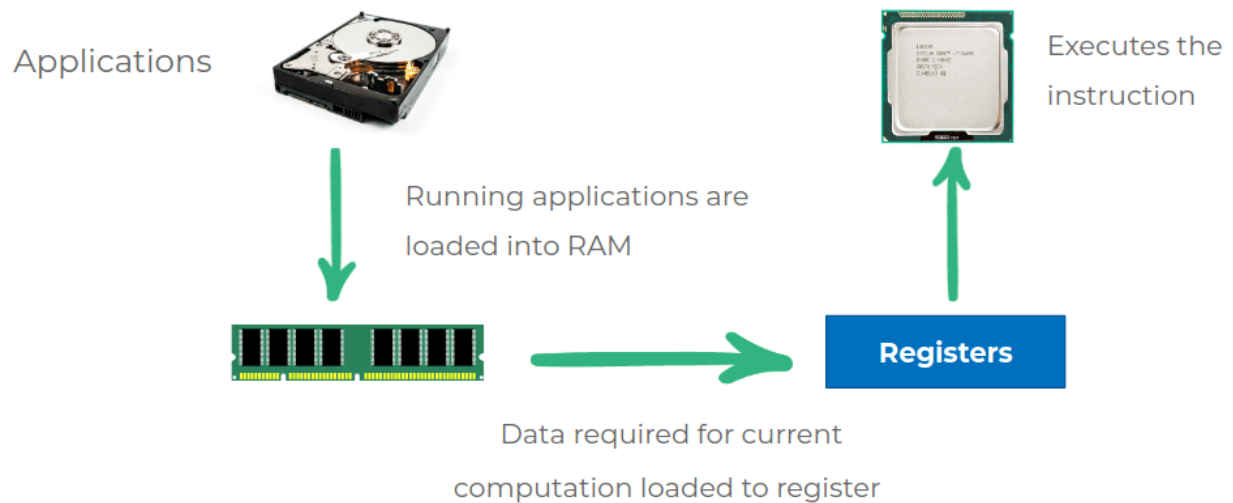 Applications
Executes the
instruction
Running applications are
loaded into RAM
Registers
Data required for current
computation loaded to register